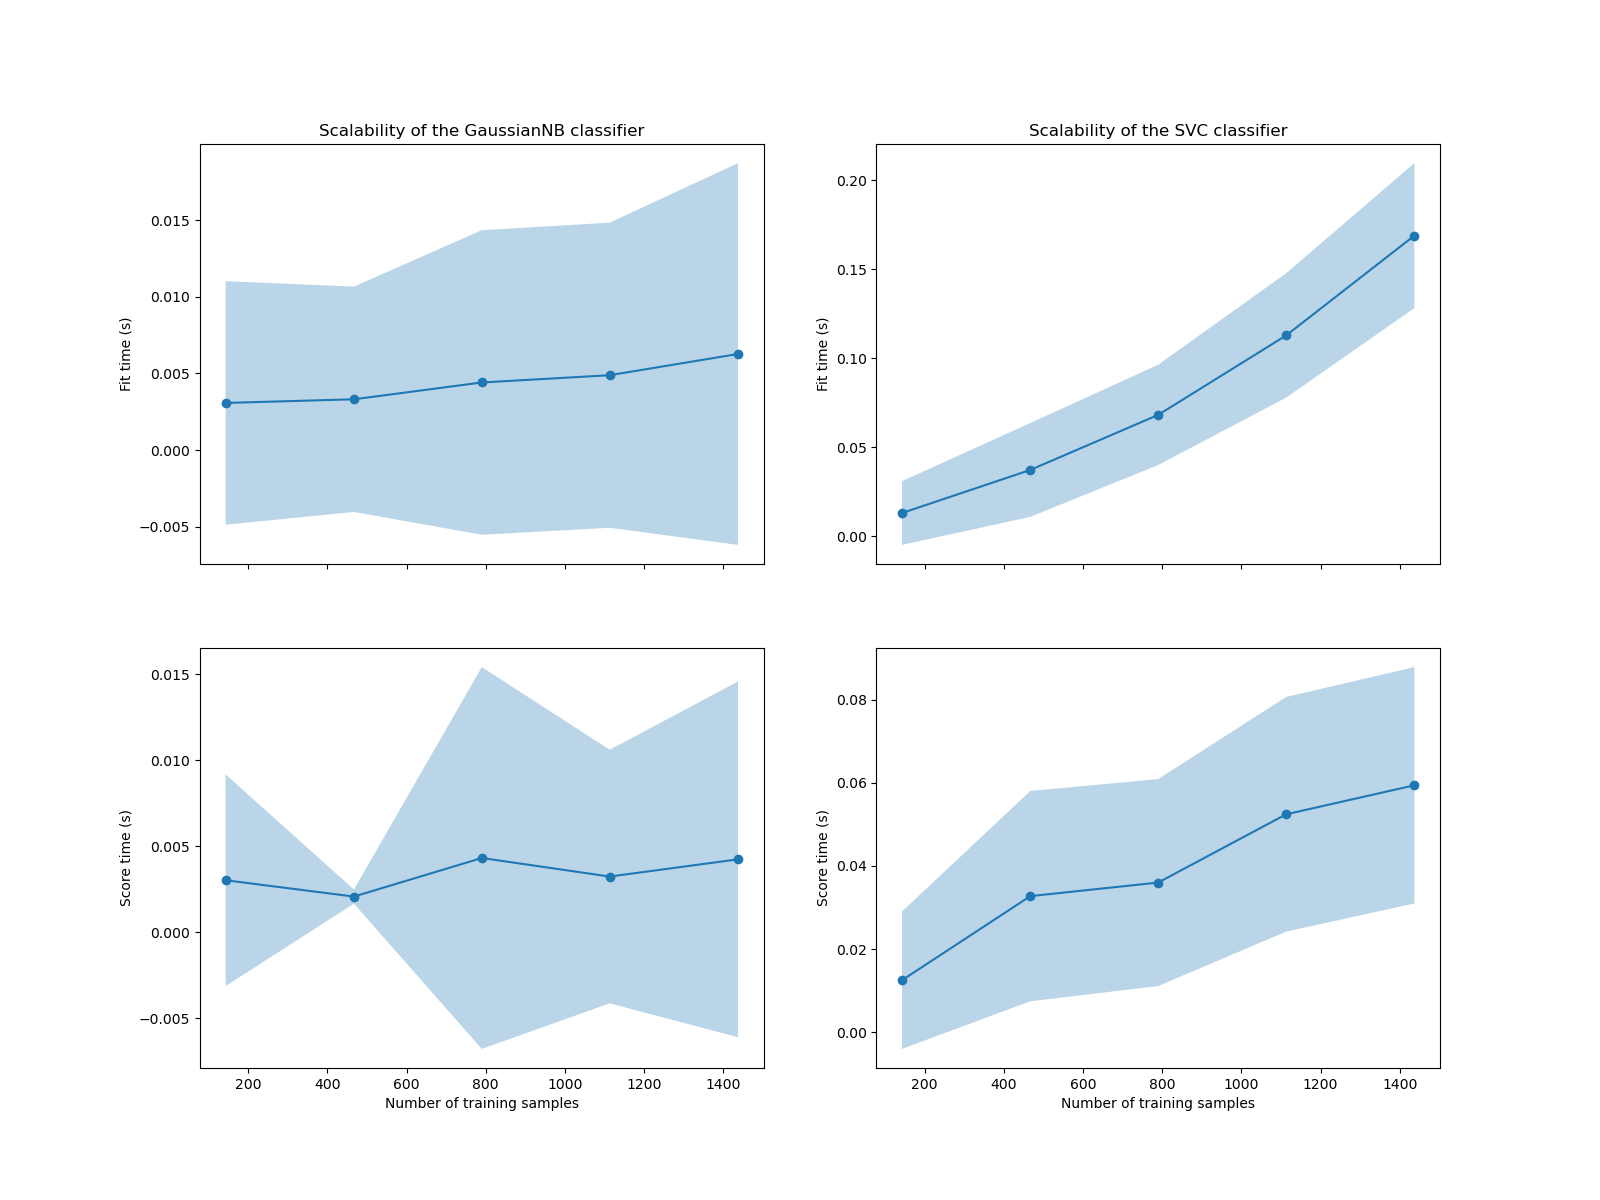 Scalability of the GaussianNB classifier
Fit time (s)
0.015
0.010
0.005
0.000
−0.005
Scalability of the SVC classifier
Fit time (s)
0.20
0.15
0.10
0.05
0.00
Score time (s)
0.015
0.010
0.005
0.000
−0.005
200 400 600 800 1000 1200 1400
Number of training samples
Score time (s)
0.08
0.06
0.04
0.02
0.00
200 400 600 800 1000 1200 1400
Number of training samples